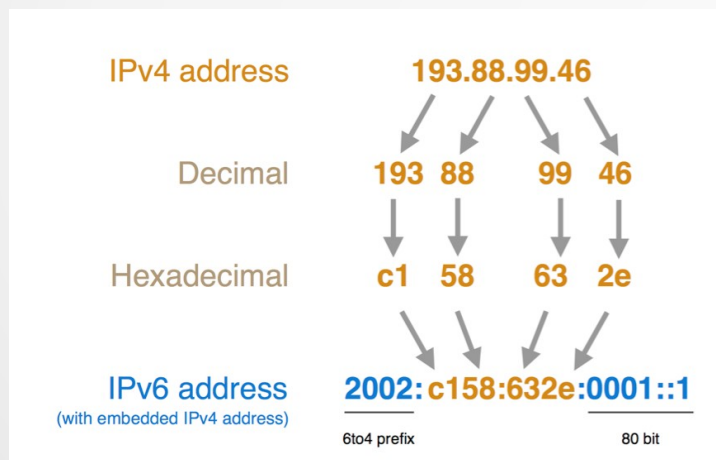 IPv4 address 193.88.99.46
Decimal 193 88 99 46
Hexadecimal c1 58 63 2e
IPv6 address 2002:c158:632e:0001::1
(with embedded IPv4 address)
6to4 prefix 80 bit